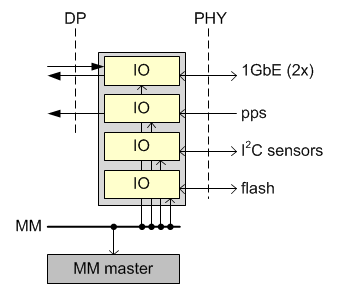 DP PHY
IO 1GbE (2x)
IO pps
IO I²C sensors
IO flash
MM
MM master